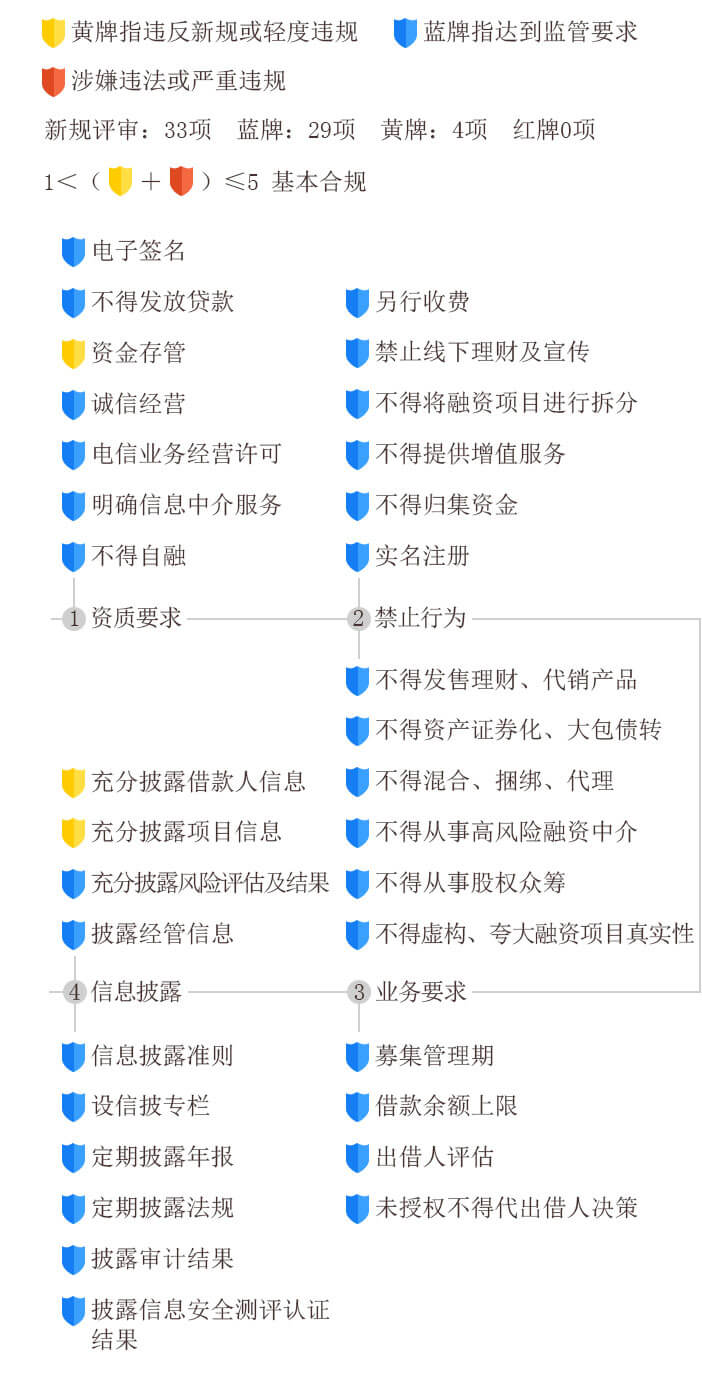 黄牌指违反新规或轻度违规 蓝牌指达到监管要求
涉嫌违法或严重违规
新规评审：33项 蓝牌：29项 黄牌：4项 红牌0项
1＜（＋）≤5 基本合规
电子签名
不得发放贷款 另行收费
资金存管 禁止线下理财及宣传
诚信经营 不得将融资项目进行拆分
电信业务经营许可 不得提供增值服务
明确信息中介服务 不得归集资金
不得自融 实名注册
1 资质要求 2 禁止行为
不得发售理财、代销产品
不得资产证券化、大包债转
充分披露借款人信息 不得混合、捆绑、代理
充分披露项目信息 不得从事高风险融资中介
充分披露风险评估及结果 不得从事股权众筹
披露经管信息 不得虚构、夸大融资项目真实性
4 信息披露 3 业务要求
信息披露准则 募集管理期
设信披专栏 借款余额上限
定期披露年报 出借人评估
定期披露法规 未授权不得代出借人决策
披露审计结果
披露信息安全测评认证
结果